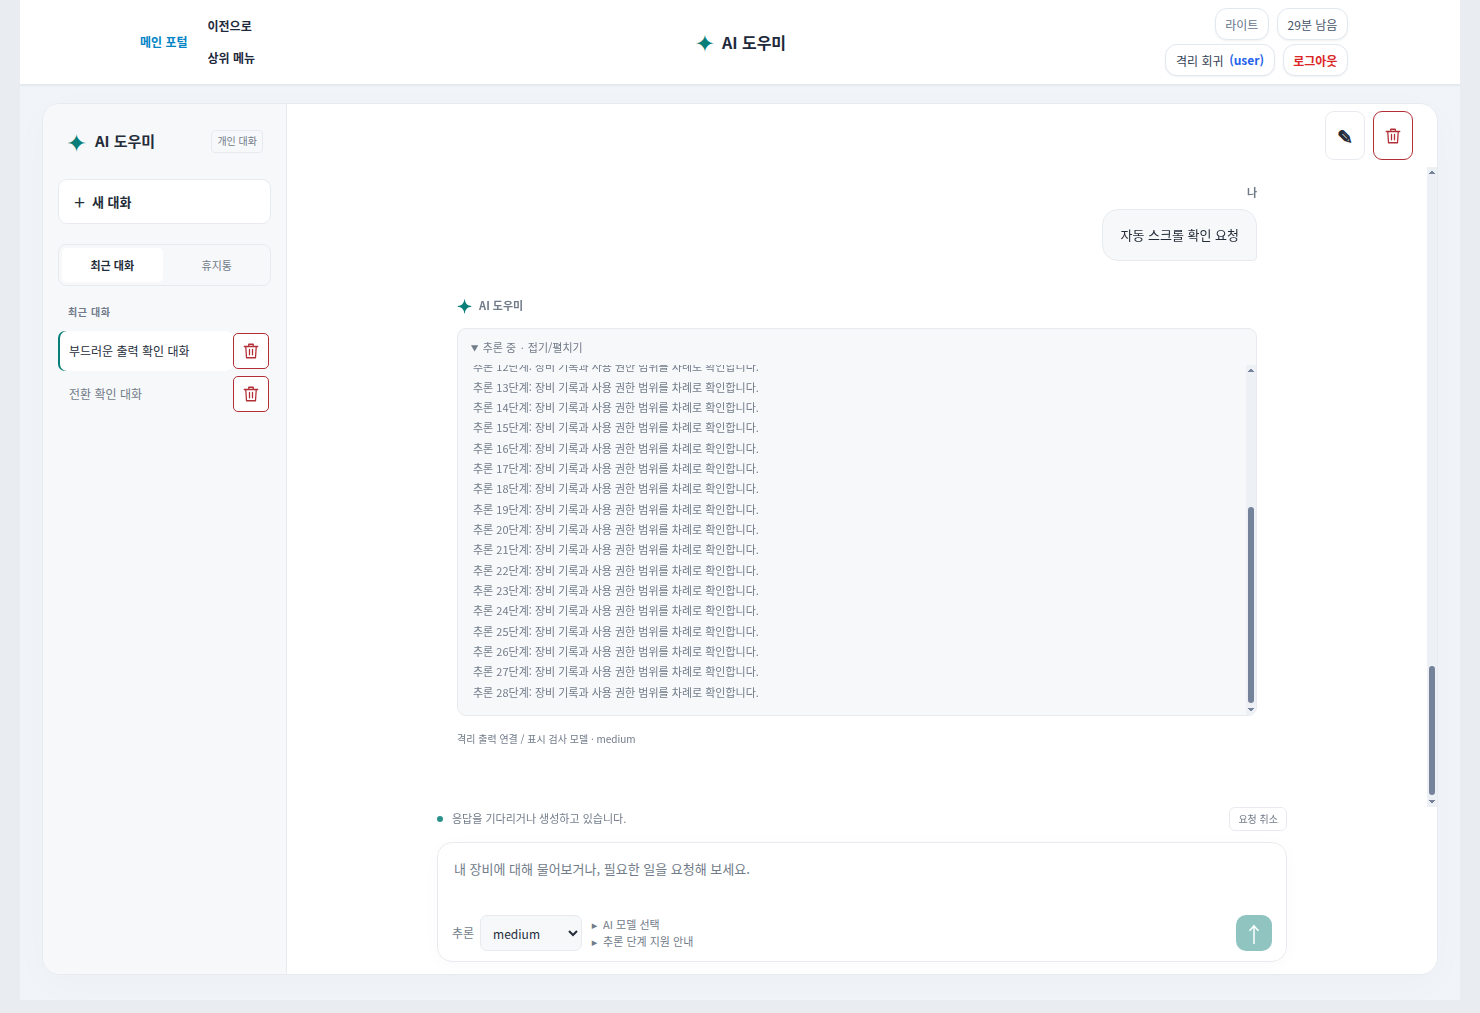 메인 포털
이전으로
상위 메뉴
AI 도우미
라이트
29분 남음
격리 회귀 (user)
로그아웃
AI 도우미
개인 대화
+ 새 대화
최근 대화
휴지통
최근 대화
부드러운 출력 확인 대화
전환 확인 대화
나
자동 스크롤 확인 요청
AI 도우미
▼ 추론 중 · 접기/펼치기
추론 12단계: 장비 기록과 사용 권한 범위를 차례로 확인합니다.
추론 13단계: 장비 기록과 사용 권한 범위를 차례로 확인합니다.
추론 14단계: 장비 기록과 사용 권한 범위를 차례로 확인합니다.
추론 15단계: 장비 기록과 사용 권한 범위를 차례로 확인합니다.
추론 16단계: 장비 기록과 사용 권한 범위를 차례로 확인합니다.
추론 17단계: 장비 기록과 사용 권한 범위를 차례로 확인합니다.
추론 18단계: 장비 기록과 사용 권한 범위를 차례로 확인합니다.
추론 19단계: 장비 기록과 사용 권한 범위를 차례로 확인합니다.
추론 20단계: 장비 기록과 사용 권한 범위를 차례로 확인합니다.
추론 21단계: 장비 기록과 사용 권한 범위를 차례로 확인합니다.
추론 22단계: 장비 기록과 사용 권한 범위를 차례로 확인합니다.
추론 23단계: 장비 기록과 사용 권한 범위를 차례로 확인합니다.
추론 24단계: 장비 기록과 사용 권한 범위를 차례로 확인합니다.
추론 25단계: 장비 기록과 사용 권한 범위를 차례로 확인합니다.
추론 26단계: 장비 기록과 사용 권한 범위를 차례로 확인합니다.
추론 27단계: 장비 기록과 사용 권한 범위를 차례로 확인합니다.
추론 28단계: 장비 기록과 사용 권한 범위를 차례로 확인합니다.
격리 출력 연결 / 표시 검사 모델 · medium
응답을 기다리거나 생성하고 있습니다.
요청 취소
내 장비에 대해 물어보거나, 필요한 일을 요청해 보세요.
추론
medium
▸ AI 모델 선택
▸ 추론 단계 지원 안내